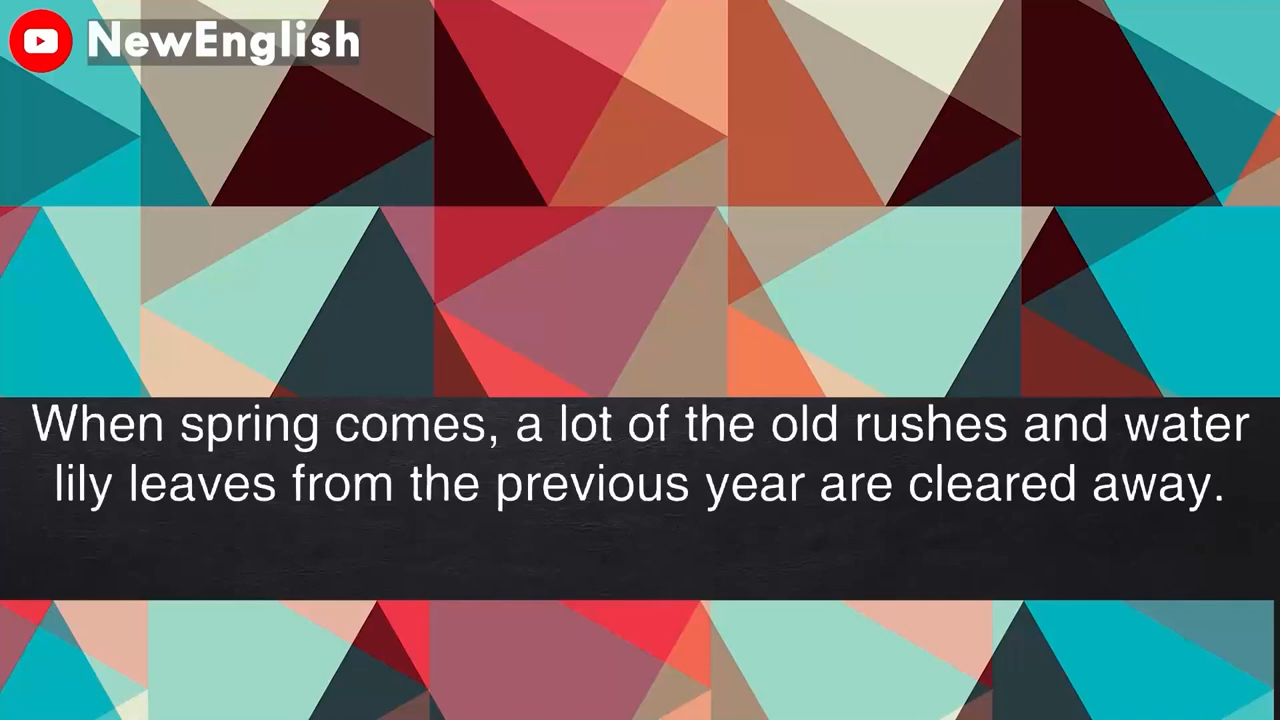 NewEnglish
When spring comes, a lot of the old rushes and water
lily leaves from the previous year are cleared away.